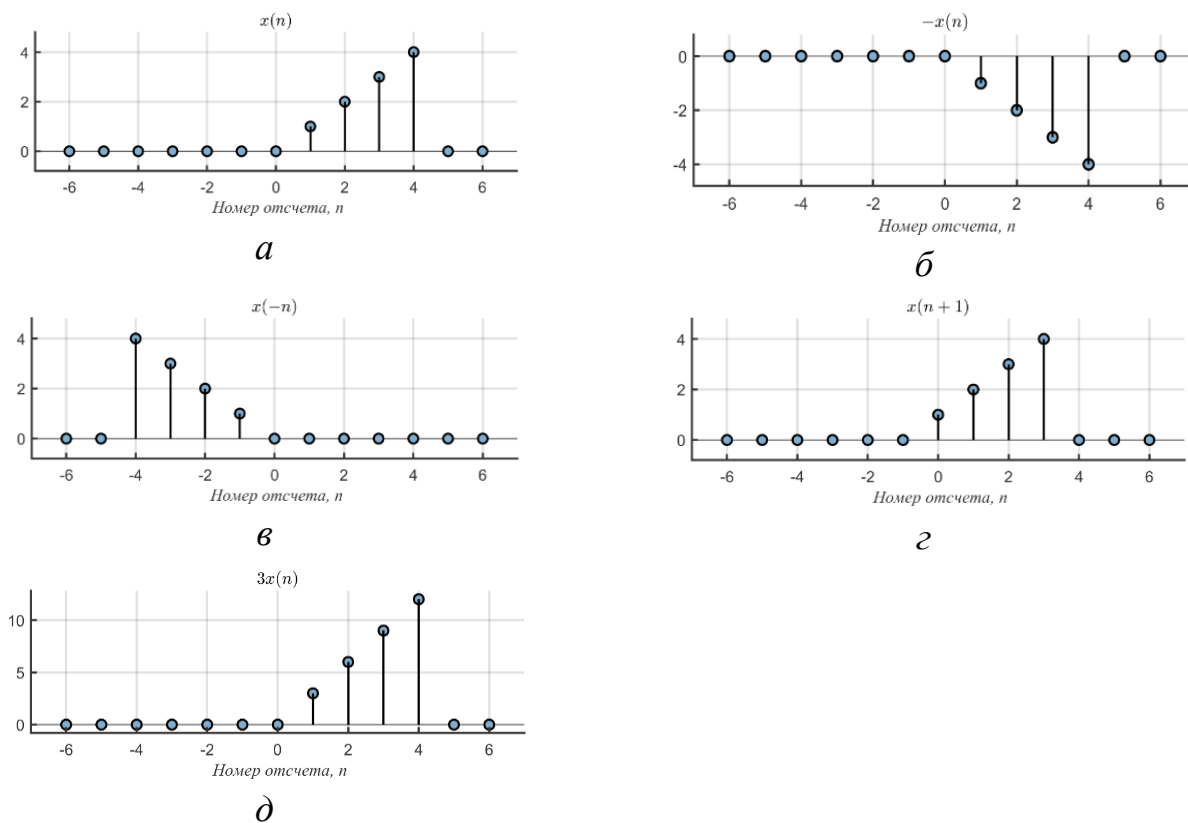 x(n)
4
2
0
-6 -4 -2 0 2 4 6
Номер отсчета, n
а
−x(n)
0
-2
-4
-6 -4 -2 0 2 4 6
Номер отсчета, n
б
x(−n)
4
2
0
-6 -4 -2 0 2 4 6
Номер отсчета, n
в
x(n + 1)
4
2
0
-6 -4 -2 0 2 4 6
Номер отсчета, n
г
3x(n)
10
5
0
-6 -4 -2 0 2 4 6
Номер отсчета, n
д